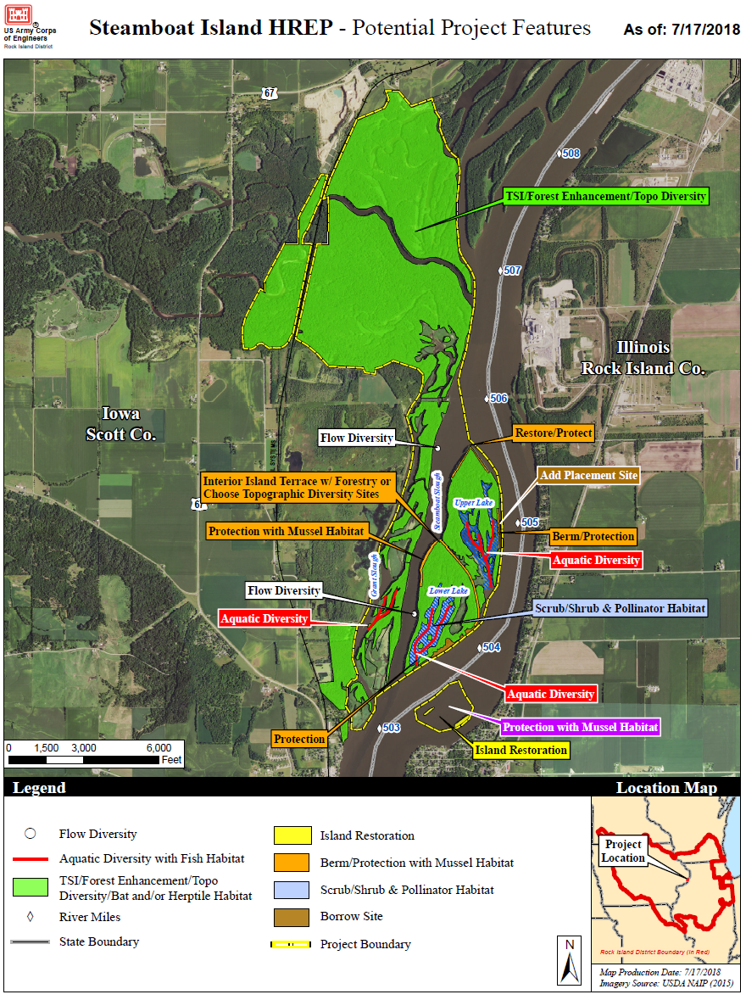 US Army Corps
of Engineers
®
Rock Island District
Steamboat Island HREP - Potential Project Features
As of: 7/17/2018
67
508
TSI/Forest Enhancement/Topo Diversity
507
Illinois
Rock Island Co.
506
Iowa
Scott Co.
Flow Diversity
Restore/Protect
Interior Island Terrace w/ Forestry or
Choose Topographic Diversity Sites
Steamboat Slough
Add Placement Site
Upper Lake
505
Protection with Mussel Habitat
Berm/Protection
Aquatic Diversity
Grant Slough
Flow Diversity
Lower Lake
Scrub/Shrub & Pollinator Habitat
Aquatic Diversity
504
Aquatic Diversity
503
Protection with Mussel Habitat
Protection
Island Restoration
0 1,500 3,000 6,000
Feet
Legend
Flow Diversity
Aquatic Diversity with Fish Habitat
TSI/Forest Enhancement/Topo
Diversity/Bat and/or Herptile Habitat
River Miles
State Boundary
Island Restoration
Berm/Protection with Mussel Habitat
Scrub/Shrub & Pollinator Habitat
Borrow Site
Project Boundary
N
Location Map
Project
Location
Rock Island District Boundary (in Red)
Map Production Date: 7/17/2018
Imagery Source: USDA NAIP (2015)